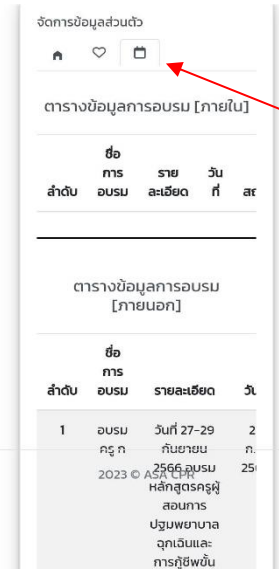 จัดการข้อมูลส่วนตัว
ตารางข้อมูลการอบรม [ภายใน]
ลำดับ ชื่อการอบรม รายละเอียด วันที่
ตารางข้อมูลการอบรม
[ภายนอก]
ลำดับ ชื่อการอบรม รายละเอียด
1 อบรม วันที่ 27-29
ครู ก กันยายน
2566 อบรม
2023 © ASA CPR
หลักสูตรครูผู้
สอนการ
ปฐมพยาบาล
ฉุกเฉินและ
การกู้ชีพขั้น